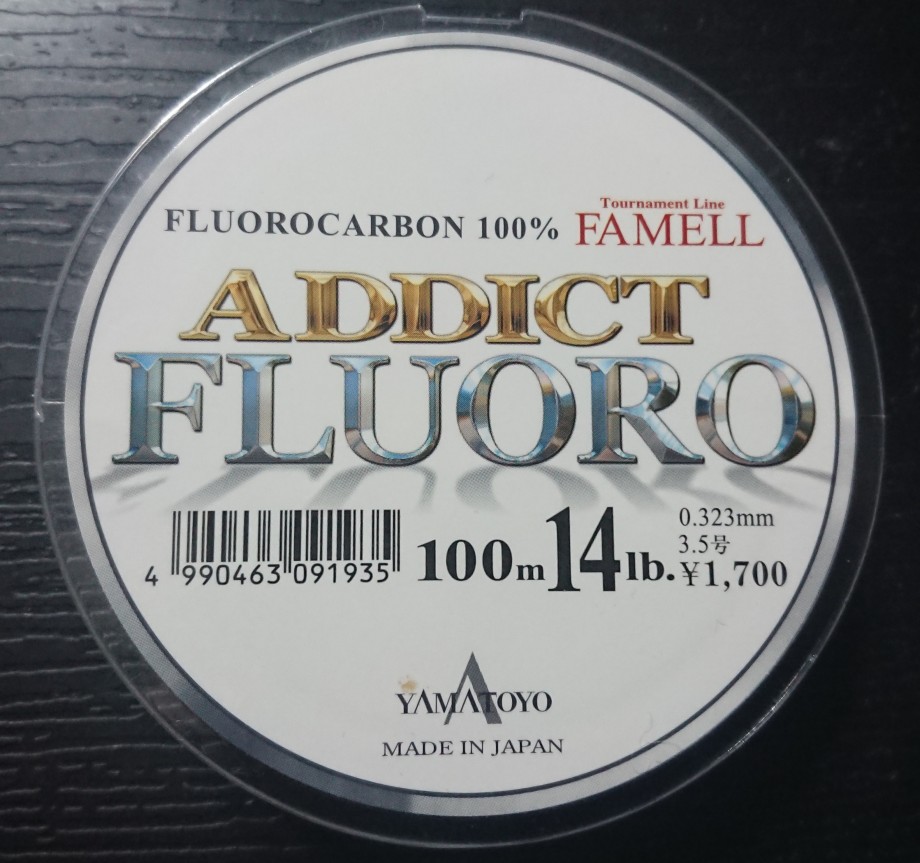 FLUOROCARBON 100%
Tournament Line
FAMELL
ADDICT
FLUORO
4 990463 091935
100m 14lb.
0.323mm
3.5号
¥1,700
YAMATOYO
MADE IN JAPAN